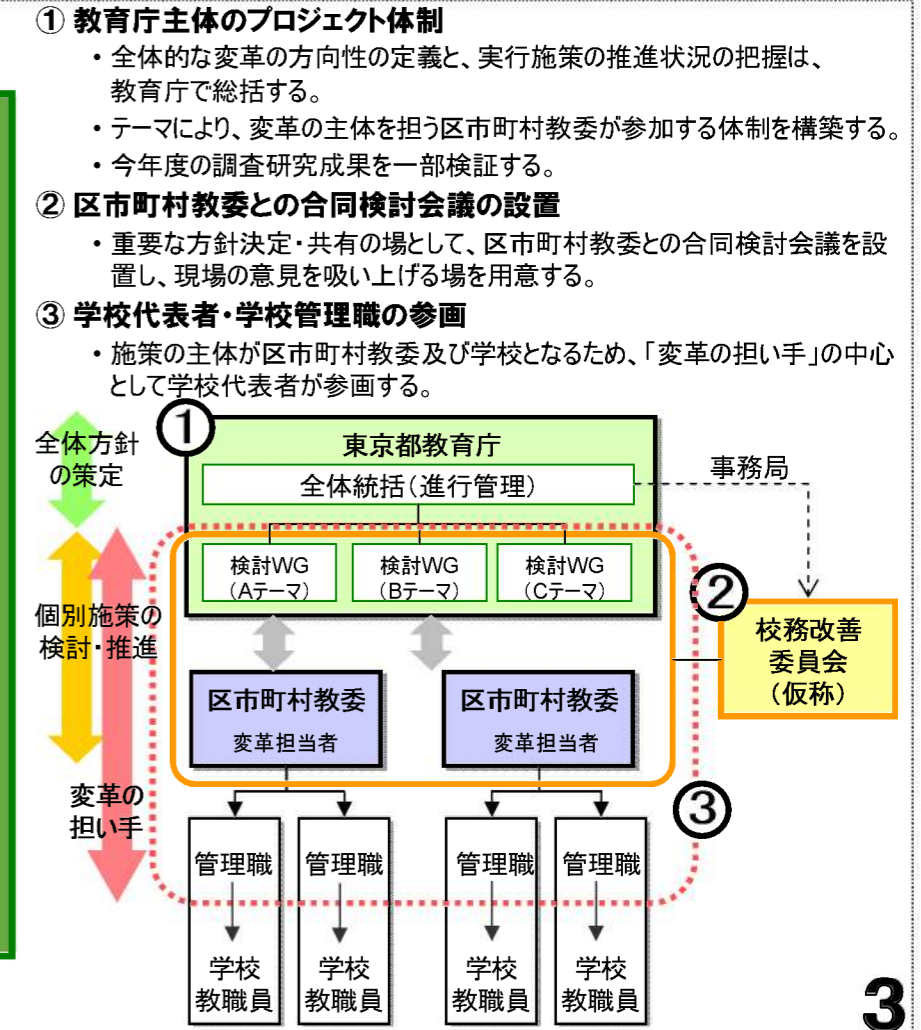 ① 教育庁主体のプロジェクト体制
・全体的な変革の方向性の定義と、実行施策の推進状況の把握は、
教育庁で総括する。
・テーマにより、変革の主体を担う区市町村教委が参加する体制を構築する。
・今年度の調査研究成果を一部検証する。
② 区市町村教委との合同検討会議の設置
・重要な方針決定・共有の場として、区市町村教委との合同検討会議を設
置し、現場の意見を吸い上げる場を用意する。
③ 学校代表者・学校管理職の参画
・施策の主体が区市町村教委及び学校となるため、「変革の担い手」の中心
として学校代表者が参画する。
全体方針
の策定
①
東京都教育庁
全体統括(進行管理)
事務局
検討WG
(Aテーマ)
検討WG
(Bテーマ)
検討WG
(Cテーマ)
②
校務改善
委員会
(仮称)
個別施策の
検討・推進
区市町村教委
変革担当者
区市町村教委
変革担当者
変革の
担い手
③
管理職
管理職
管理職
管理職
学校
教職員
学校
教職員
学校
教職員
学校
教職員
3